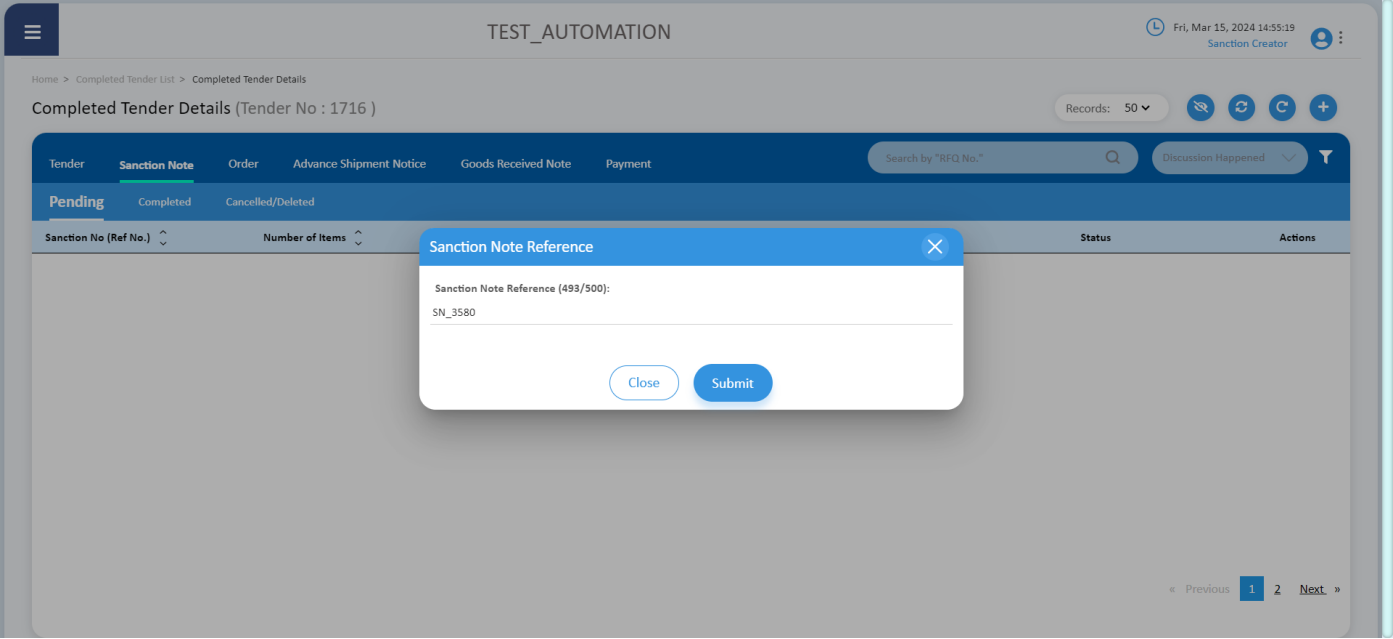 TEST_AUTOMATION
Fri, Mar 15, 2024 14:55:19
Sanction Creator
Home > Completed Tender List > Completed Tender Details
Completed Tender Details (Tender No : 1716 )
Records: 50
Tender Sanction Note Order Advance Shipment Notice Goods Received Note Payment
Search by "RFQ No."
Discussion Happened
Pending Completed Cancelled/Deleted
Sanction No (Ref No.) Number of Items Status Actions
Sanction Note Reference
Sanction Note Reference (493/500):
SN_3580
Close Submit
« Previous 1 2 Next »